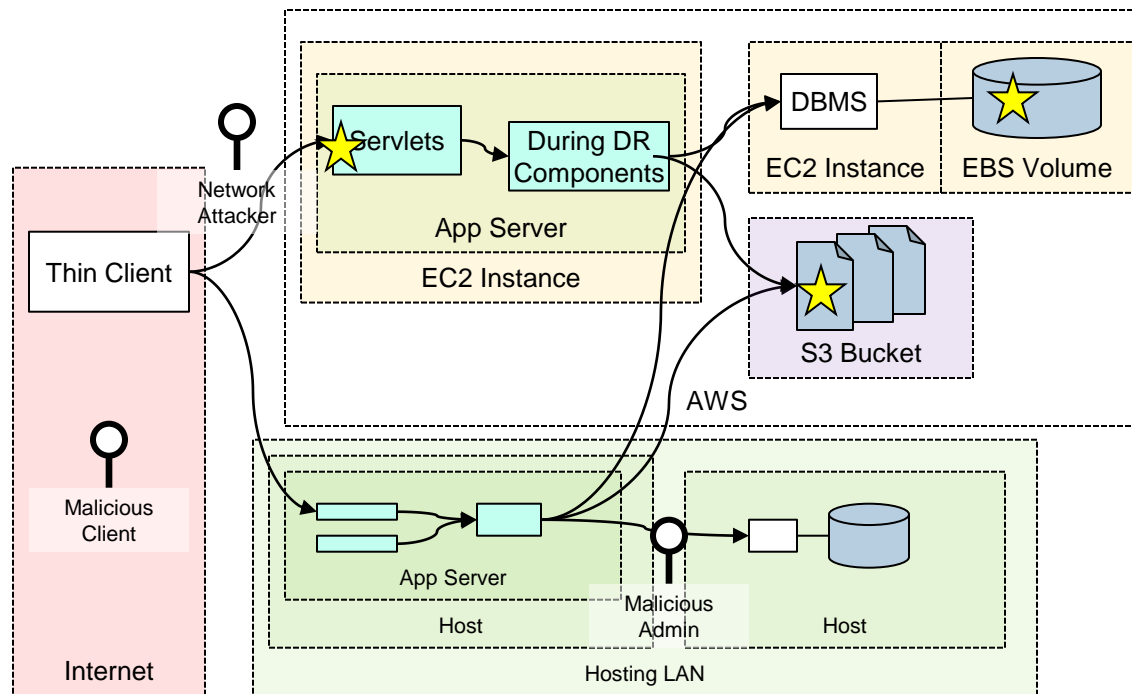 Servlets
During DR
Components
App Server
EC2 Instance
DBMS
EC2 Instance
EBS Volume
S3 Bucket
AWS
Network
Attacker
Thin Client
Malicious
Client
Internet
App Server
Host
Malicious
Admin
Host
Hosting LAN